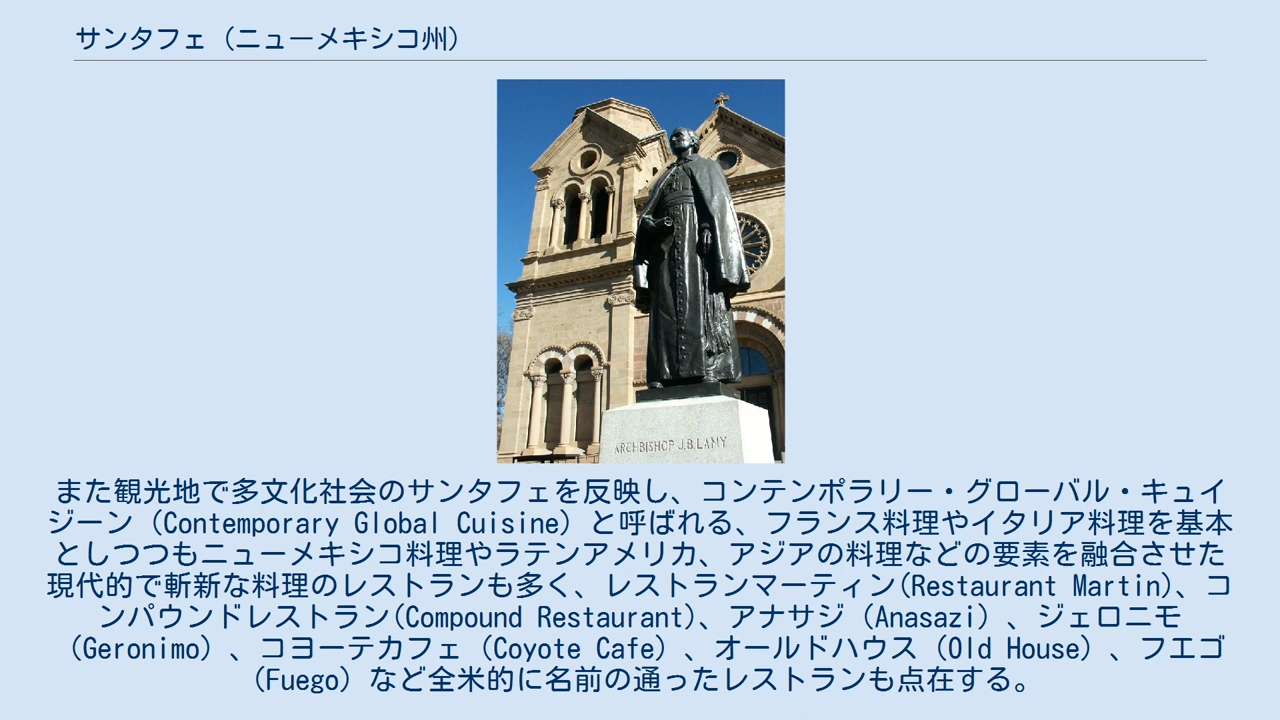 サンタフェ（ニューメキシコ州）
ARCHBISHOP J.B.LAMY
また観光地で多文化社会のサンタフェを反映し、コンテンポラリー・グローバル・キュイ
ジーン（Contemporary Global Cuisine）と呼ばれる、フランス料理やイタリア料理を基本
としつつもニューメキシコ料理やラテンアメリカ、アジアの料理などの要素を融合させた
現代的で斬新な料理のレストランも多く、レストランマーティン(Restaurant Martin)、コ
ンパウンドレストラン(Compound Restaurant)、アナサジ（Anasazi）、ジェロニモ
（Geronimo）、コヨーテカフェ（Coyote Cafe）、オールドハウス（Old House）、フエゴ
（Fuego）など全米的に名前の通ったレストランも点在する。